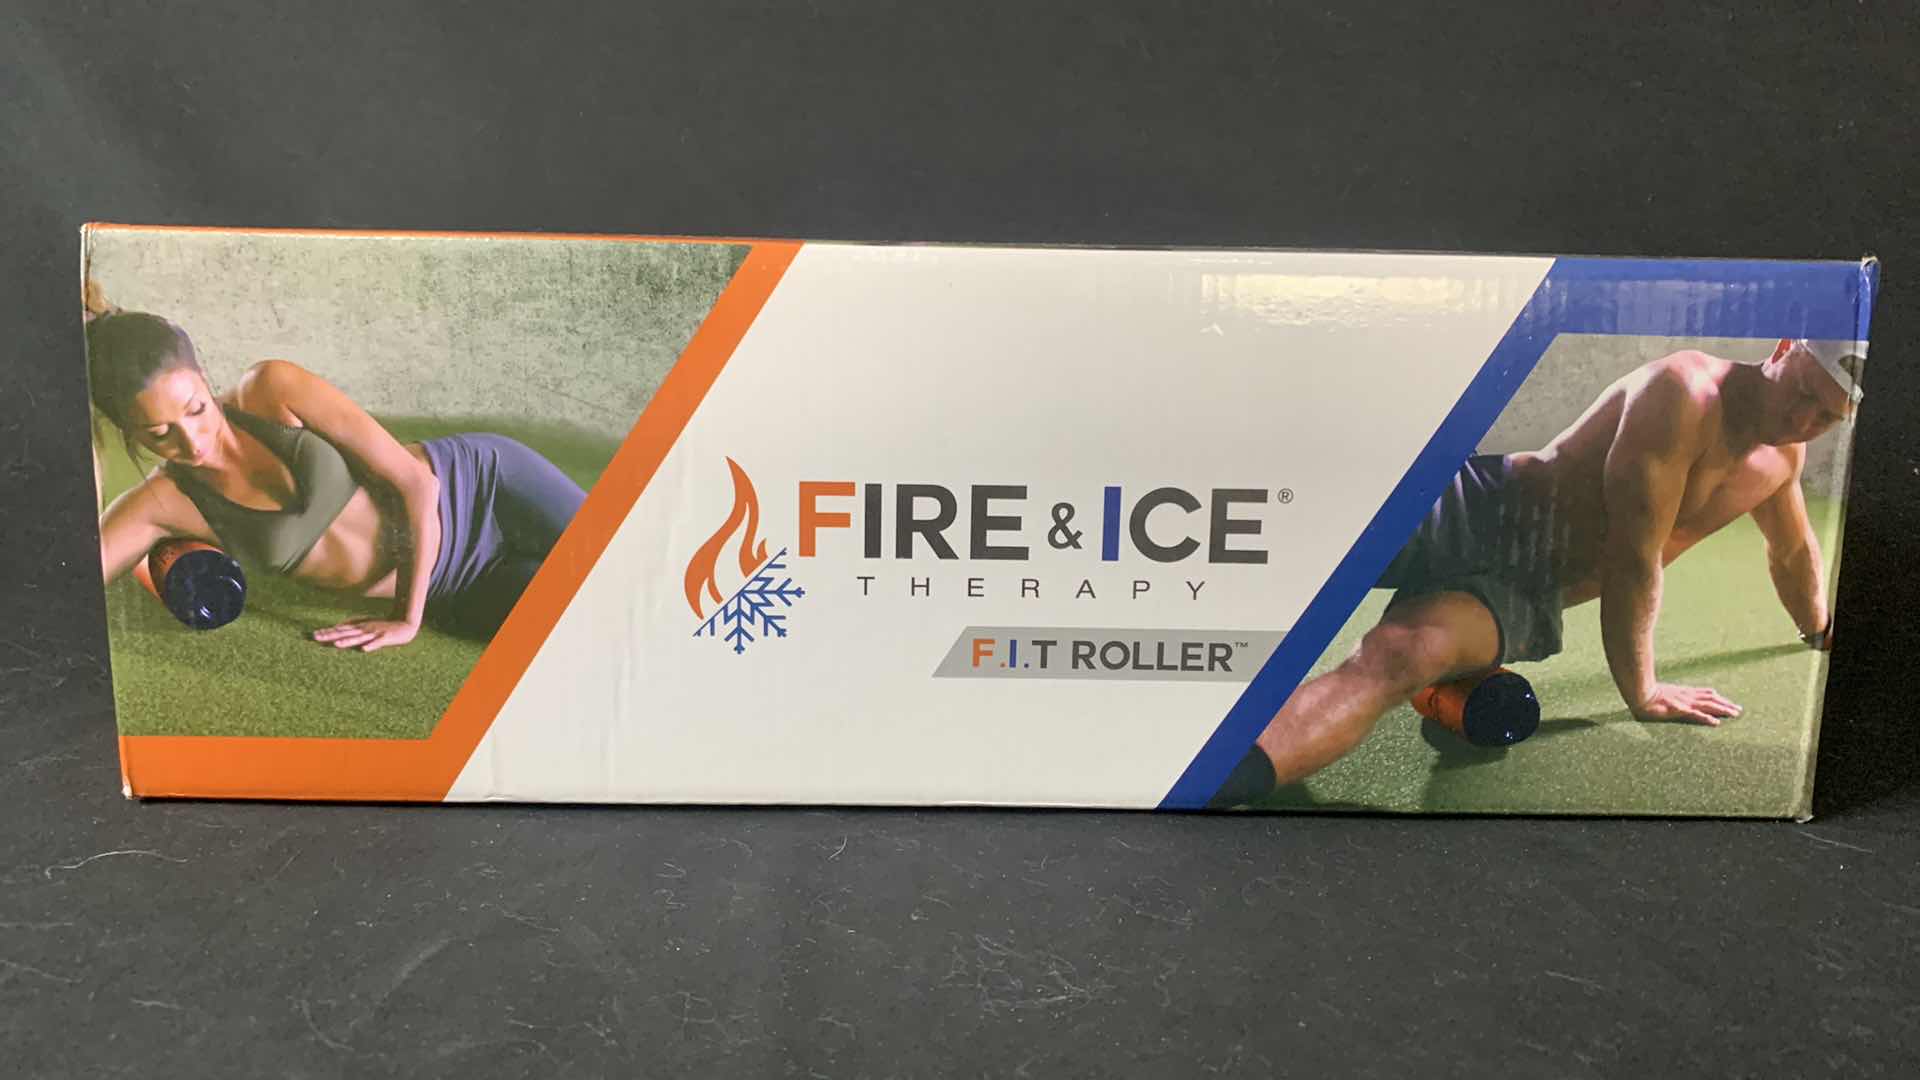 FIRE & ICE®
THERAPY
F.I.T ROLLER™